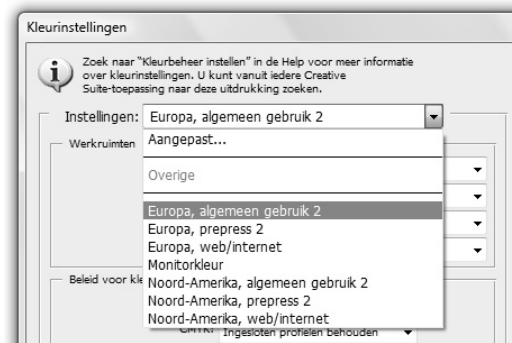 Kleurinstellingen
Zoek naar "Kleurbeheer instellen" in de Help voor meer informatie
over kleurinstellingen. U kunt vanuit iedere Creative
Suite-toepassing naar deze uitdrukking zoeken.
Instellingen: Europa, algemeen gebruik 2
Werkruimten
Aangepast...
Overige
Europa, algemeen gebruik 2
Europa, prepress 2
Europa, web/internet
Monitorkleur
Beleid voor kle
Noord-Amerika, algemeen gebruik 2
Noord-Amerika, prepress 2
Noord-Amerika, web/internet
CMYK: Ingesloten profielen behouden